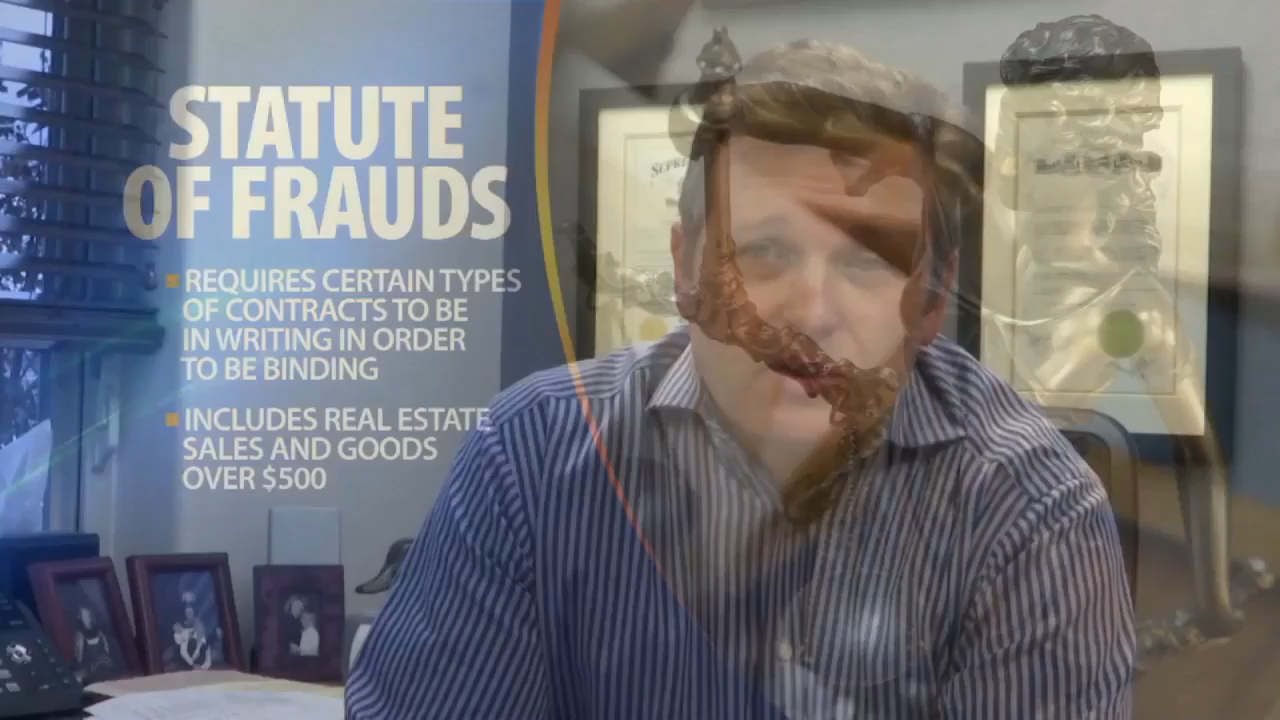 STATUTE
OF FRAUDS
REQUIRES CERTAIN TYPES
OF CONTRACTS TO BE
IN WRITING IN ORDER
TO BE BINDING
INCLUDES REAL ESTATE
SALES AND GOODS
OVER $500